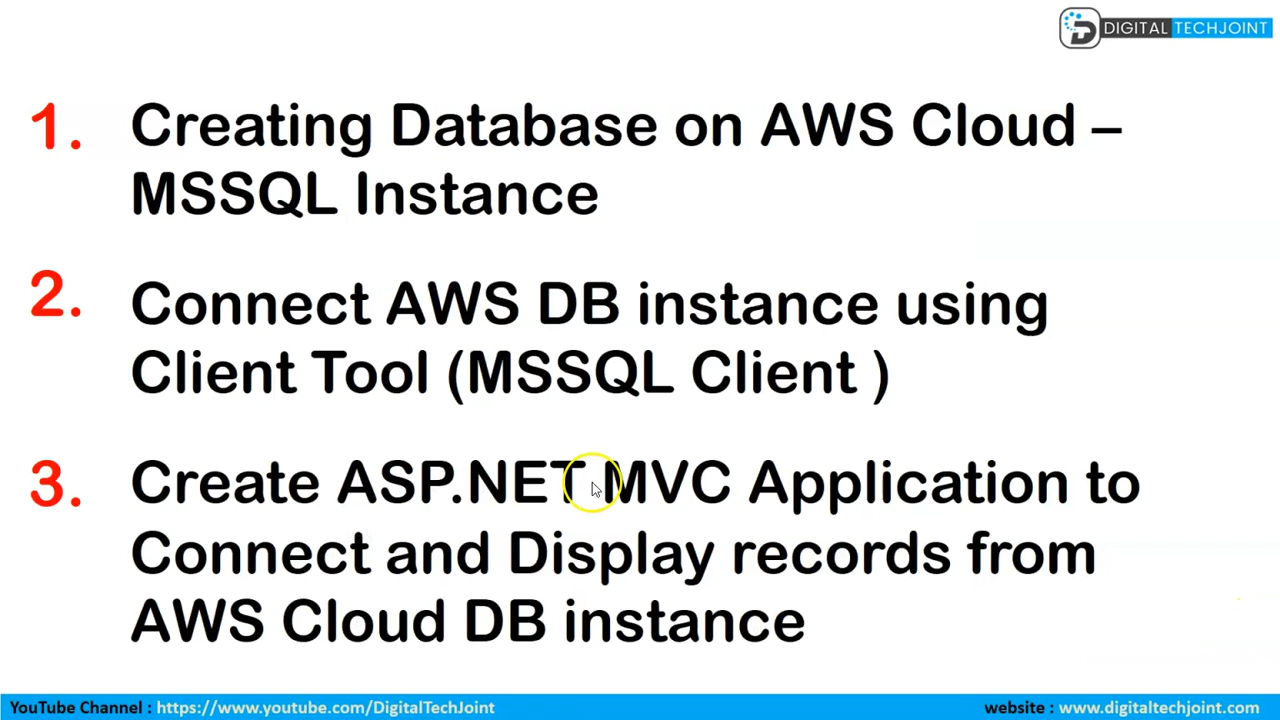 DIGITAL TECHJOINT
1. Creating Database on AWS Cloud –
MSSQL Instance
2. Connect AWS DB instance using
Client Tool (MSSQL Client )
3. Create ASP.NET MVC Application to
Connect and Display records from
AWS Cloud DB instance
YouTube Channel : https://www.youtube.com/DigitalTechJoint website : www.digitaltechjoint.com